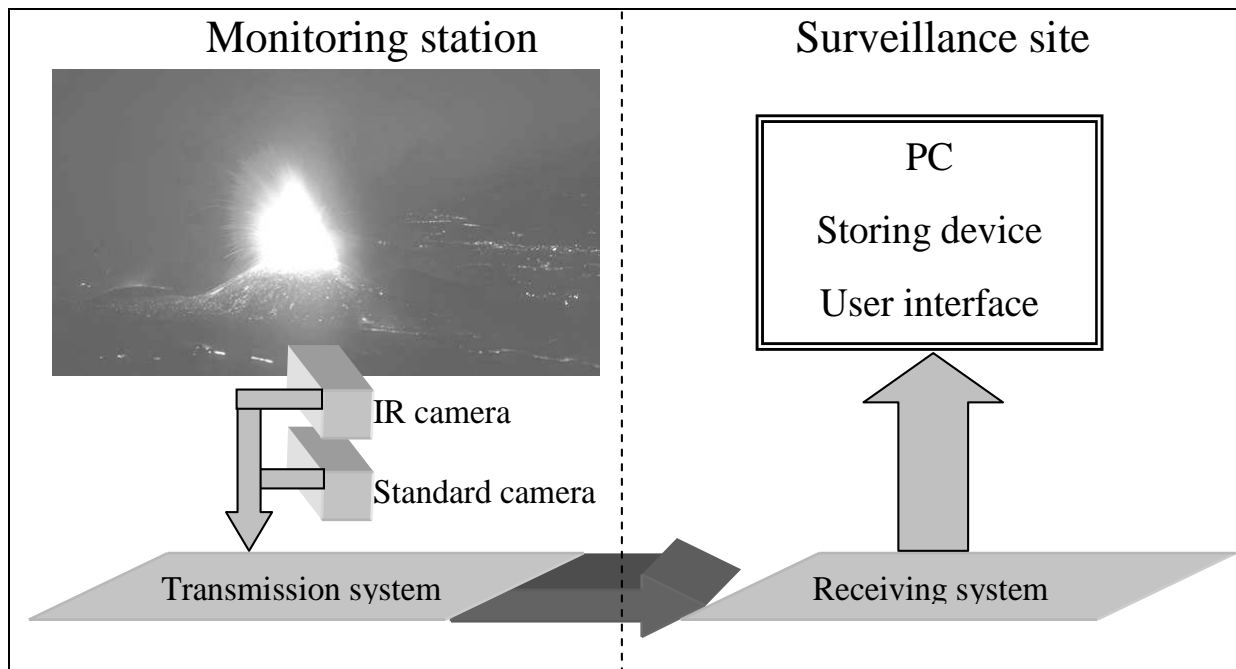 Monitoring station
Surveillance site
PC
Storing device
User interface
IR camera
Standard camera
Transmission system
Receiving system